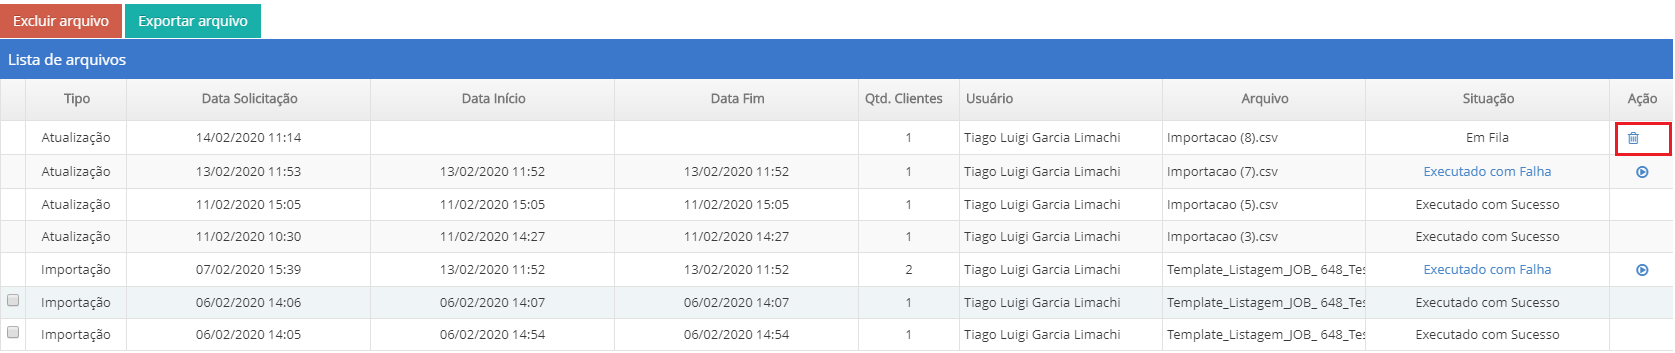 Excluir arquivo Exportar arquivo
Lista de arquivos
Tipo Data Solicitação Data Início Data Fim Qtd. Clientes Usuário Arquivo Situação Ação
Atualização 14/02/2020 11:14 1 Tiago Luigi Garcia Limachi Importacao (8).csv Em Fila
Atualização 13/02/2020 11:53 13/02/2020 11:52 13/02/2020 11:52 1 Tiago Luigi Garcia Limachi Importacao (7).csv Executado com Falha
Atualização 11/02/2020 15:05 11/02/2020 15:05 11/02/2020 15:05 1 Tiago Luigi Garcia Limachi Importacao (5).csv Executado com Sucesso
Atualização 11/02/2020 10:30 11/02/2020 14:27 11/02/2020 14:27 1 Tiago Luigi Garcia Limachi Importacao (3).csv Executado com Sucesso
Importação 07/02/2020 15:39 13/02/2020 11:52 13/02/2020 11:52 2 Tiago Luigi Garcia Limachi Template_Listagem_JOB_ 648_Tes Executado com Falha
Importação 06/02/2020 14:06 06/02/2020 14:07 06/02/2020 14:07 1 Tiago Luigi Garcia Limachi Template_Listagem_JOB_ 648_Tes Executado com Sucesso
Importação 06/02/2020 14:05 06/02/2020 14:54 06/02/2020 14:54 1 Tiago Luigi Garcia Limachi Template_Listagem_JOB_ 648_Tes Executado com Sucesso